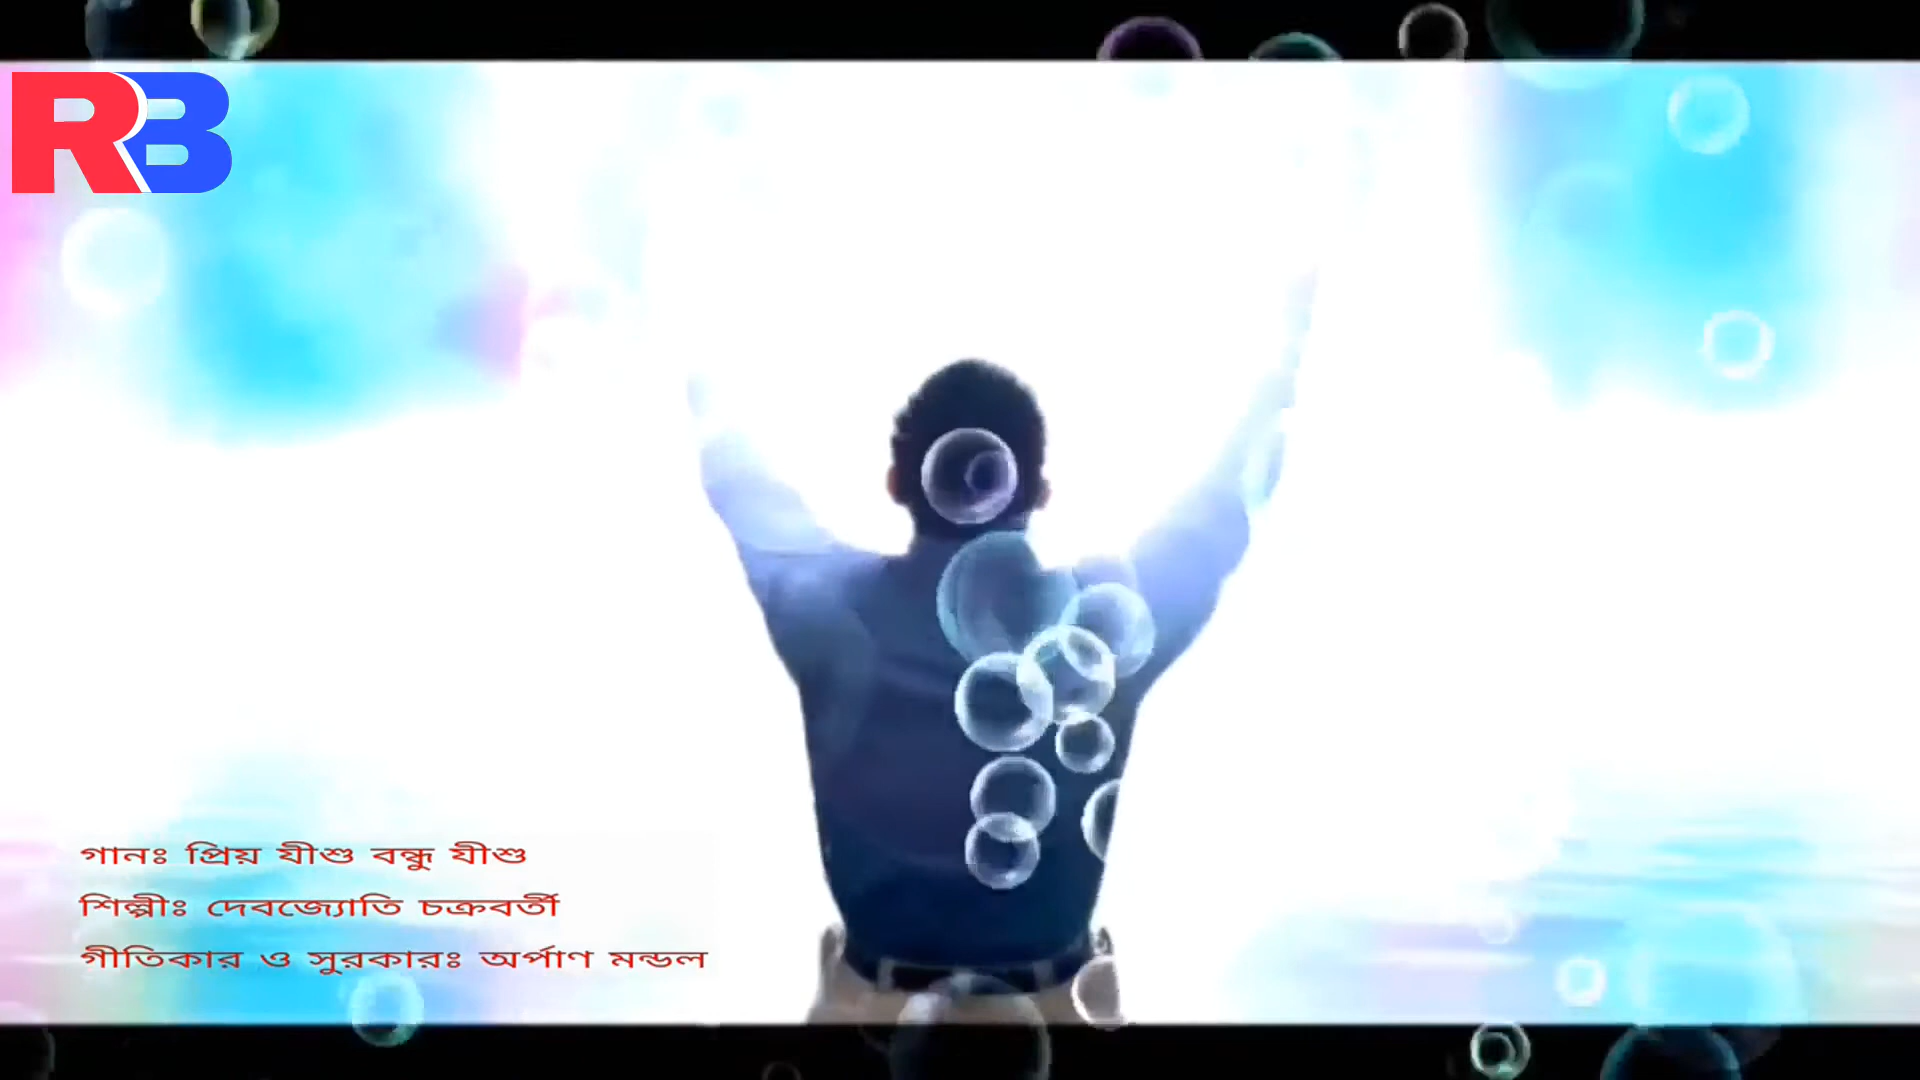 RB
গানঃ প্রিয় যীশু বন্ধু যীশু
শিল্পীঃ দেবজ্যোতি চক্রবর্তী
গীতিকার ও সুরকারঃ অর্পাণ মন্ডল